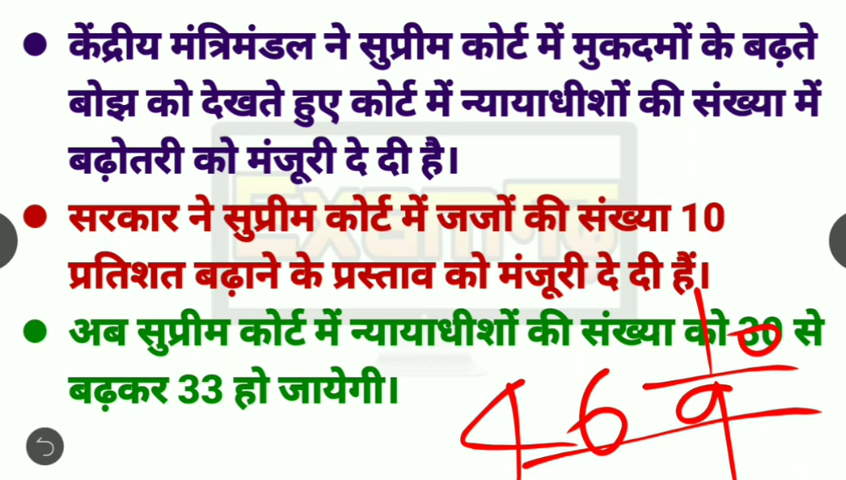 केंद्रीय मंत्रिमंडल ने सुप्रीम कोर्ट में मुकदमों के बढ़ते
बोझ को देखते हुए कोर्ट में न्यायाधीशों की संख्या में
बढ़ोतरी को मंजूरी दे दी है।
सरकार ने सुप्रीम कोर्ट में जजों की संख्या 10
प्रतिशत बढ़ाने के प्रस्ताव को मंजूरी दे दी हैं।
अब सुप्रीम कोर्ट में न्यायाधीशों की संख्या को 30 से
बढ़कर 33 हो जायेगी।